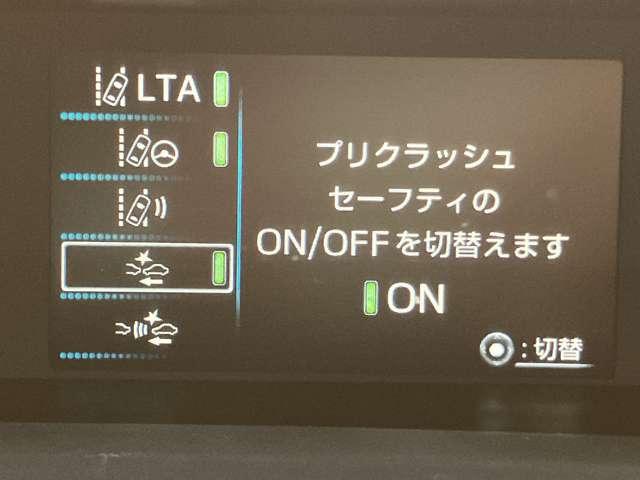 LTA
プリクラッシュ
セーフティの
ON/OFFを切替えます
ON
:切替